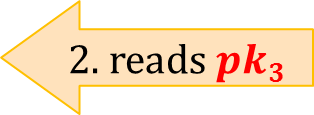 2. reads pk₃